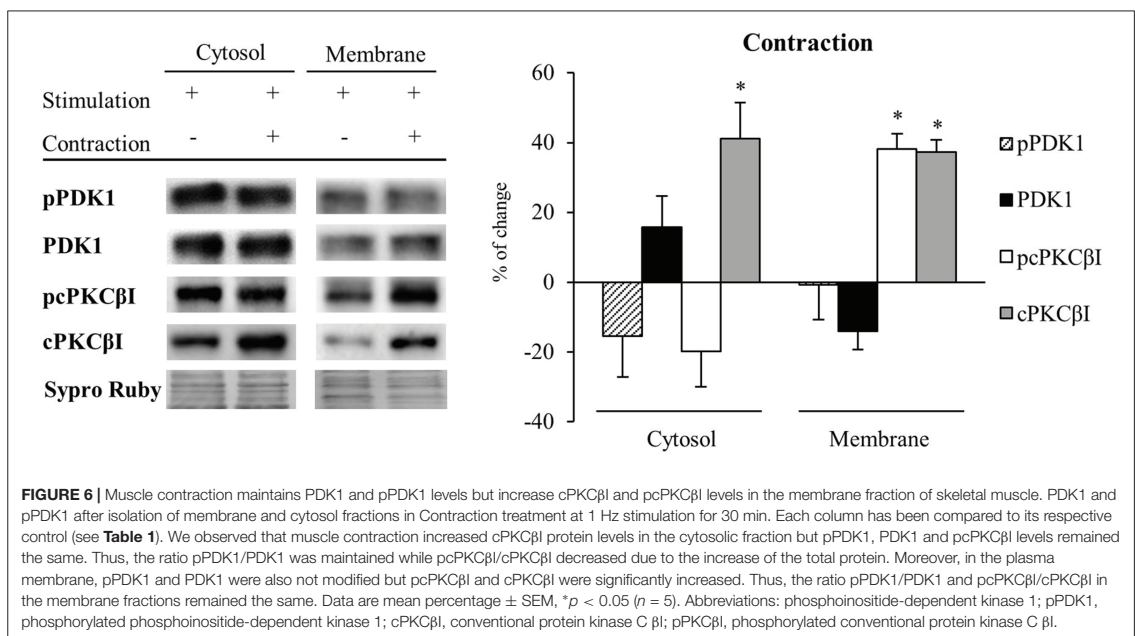 Cytosol Membrane
Stimulation + + + +
Contraction - + - +
pPDK1
PDK1
pcPKCβI
cPKCβI
Sypro Ruby
Contraction
% of change
60
40
20
0
-20
-40
* * *
Cytosol Membrane
pPDK1
PDK1
pcPKCβI
cPKCβI
FIGURE 6 | Muscle contraction maintains PDK1 and pPDK1 levels but increase cPKCβI and pcPKCβI levels in the membrane fraction of skeletal muscle. PDK1 and
pPDK1 after isolation of membrane and cytosol fractions in Contraction treatment at 1 Hz stimulation for 30 min. Each column has been compared to its respective
control (see Table 1). We observed that muscle contraction increased cPKCβI protein levels in the cytosolic fraction but pPDK1, PDK1 and pcPKCβI levels remained
the same. Thus, the ratio pPDK1/PDK1 was maintained while pcPKCβI/cPKCβI decreased due to the increase of the total protein. Moreover, in the plasma
membrane, pPDK1 and PDK1 were also not modified but pcPKCβI and cPKCβI were significantly increased. Thus, the ratio pPDK1/PDK1 and pcPKCβI/cPKCβI in
the membrane fractions remained the same. Data are mean percentage ± SEM, *p < 0.05 (n = 5). Abbreviations: phosphoinositide-dependent kinase 1; pPDK1,
phosphorylated phosphoinositide-dependent kinase 1; cPKCβI, conventional protein kinase C βI; pPKCβI, phosphorylated conventional protein kinase C βI.